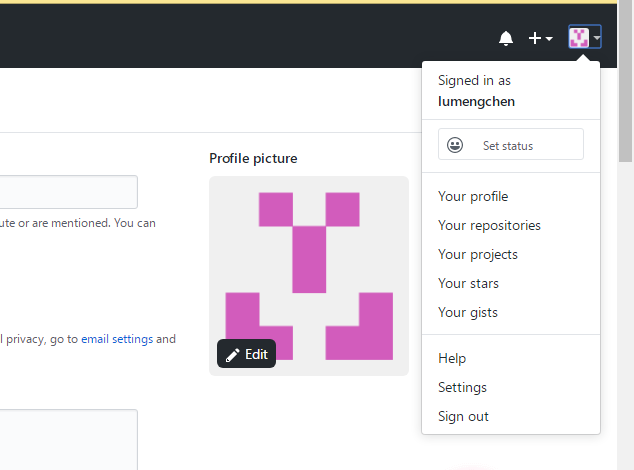 Signed in as
lumengchen
Set status
Profile picture
Your profile
ute or are mentioned. You can
Your repositories
Your projects
Your stars
Your gists
l privacy, go to email settings and
Edit
Help
Settings
Sign out